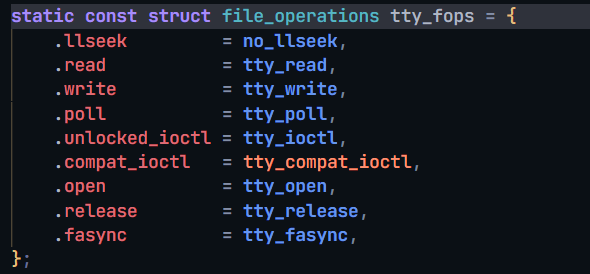 static const struct file_operations tty_fops = {
    .llseek         = no_llseek,
    .read           = tty_read,
    .write          = tty_write,
    .poll           = tty_poll,
    .unlocked_ioctl = tty_ioctl,
    .compat_ioctl   = tty_compat_ioctl,
    .open           = tty_open,
    .release        = tty_release,
    .fasync         = tty_fasync,
};